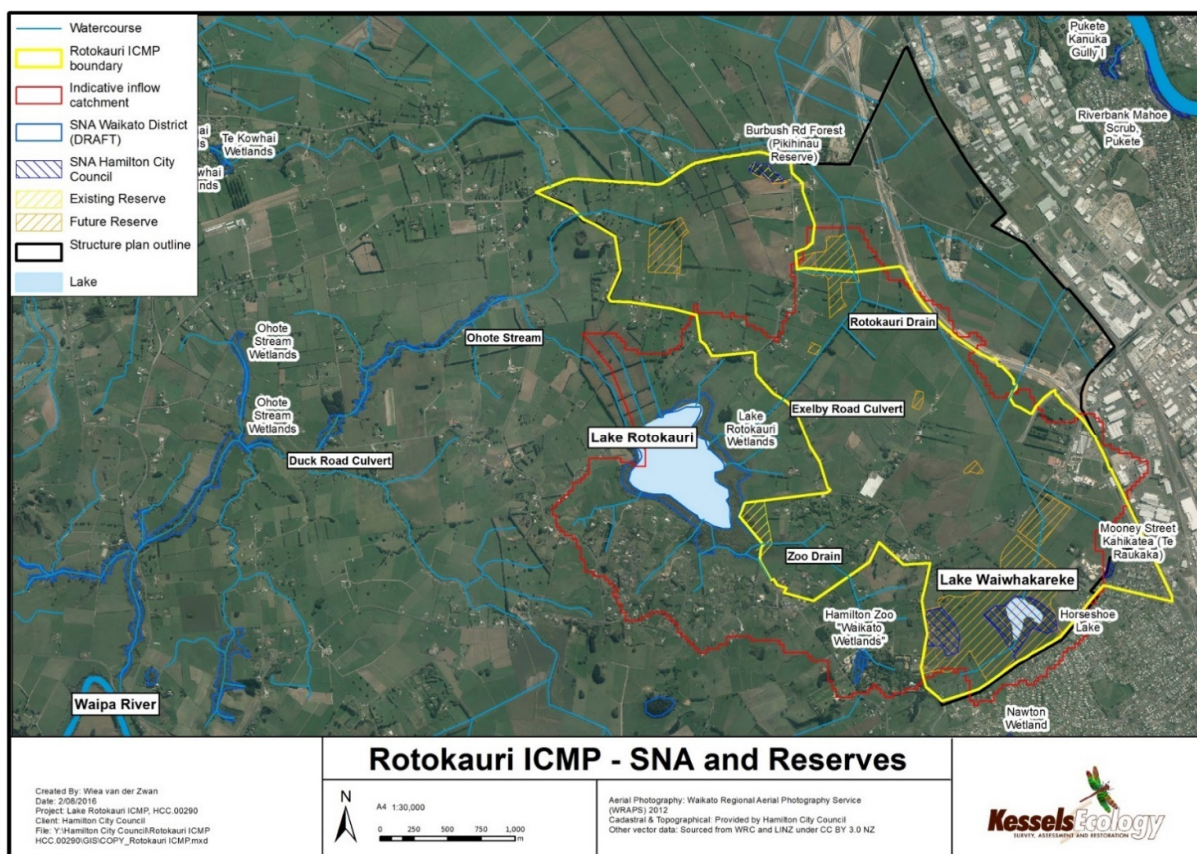 Watercourse
Rotokauri ICMP
boundary
Indicative inflow
catchment
SNA Waikato District
(DRAFT)
SNA Hamilton City
Council
Existing Reserve
Future Reserve
Structure plan outline
Lake
Te Kowhai
Wetlands
Burbush Rd Forest
(Pikihinau
Reserve)
Pukete
Kanuka
Gully I
Riverbank Mahoe
Scrub,
Pukete
Ohote
Stream
Wetlands
Ohote Stream
Rotokauri Drain
Ohote
Stream
Wetlands
Duck Road Culvert
Lake Rotokauri
Lake
Rotokauri
Wetlands
Exelby Road Culvert
Zoo Drain
Mooney Street
Kahikatea (Te
Raukaka)
Lake Waiwhakareke
Hamilton Zoo
"Waikato
Wetlands"
Horseshoe
Lake
Nawton
Wetland
Waipa River
Rotokauri ICMP - SNA and Reserves
Created By: Wiea van der Zwan
Date: 2/08/2016
Project: Lake Rotokauri ICMP, HCC.00290
Client: Hamilton City Council
File: Y:\Hamilton City Council\Rotokauri ICMP
HCC.00290\GIS\COPY_Rotokauri ICMP.mxd
N
A4 1:30,000
0 250 500 750 1,000
m
Aerial Photography: Waikato Regional Aerial Photography Service
(WRAPS) 2012
Cadastral & Topographical: Provided by Hamilton City Council
Other vector data: Sourced from WRC and LINZ under CC BY 3.0 NZ
KesselsEcology
SURVEY, ASSESSMENT AND RESTORATION